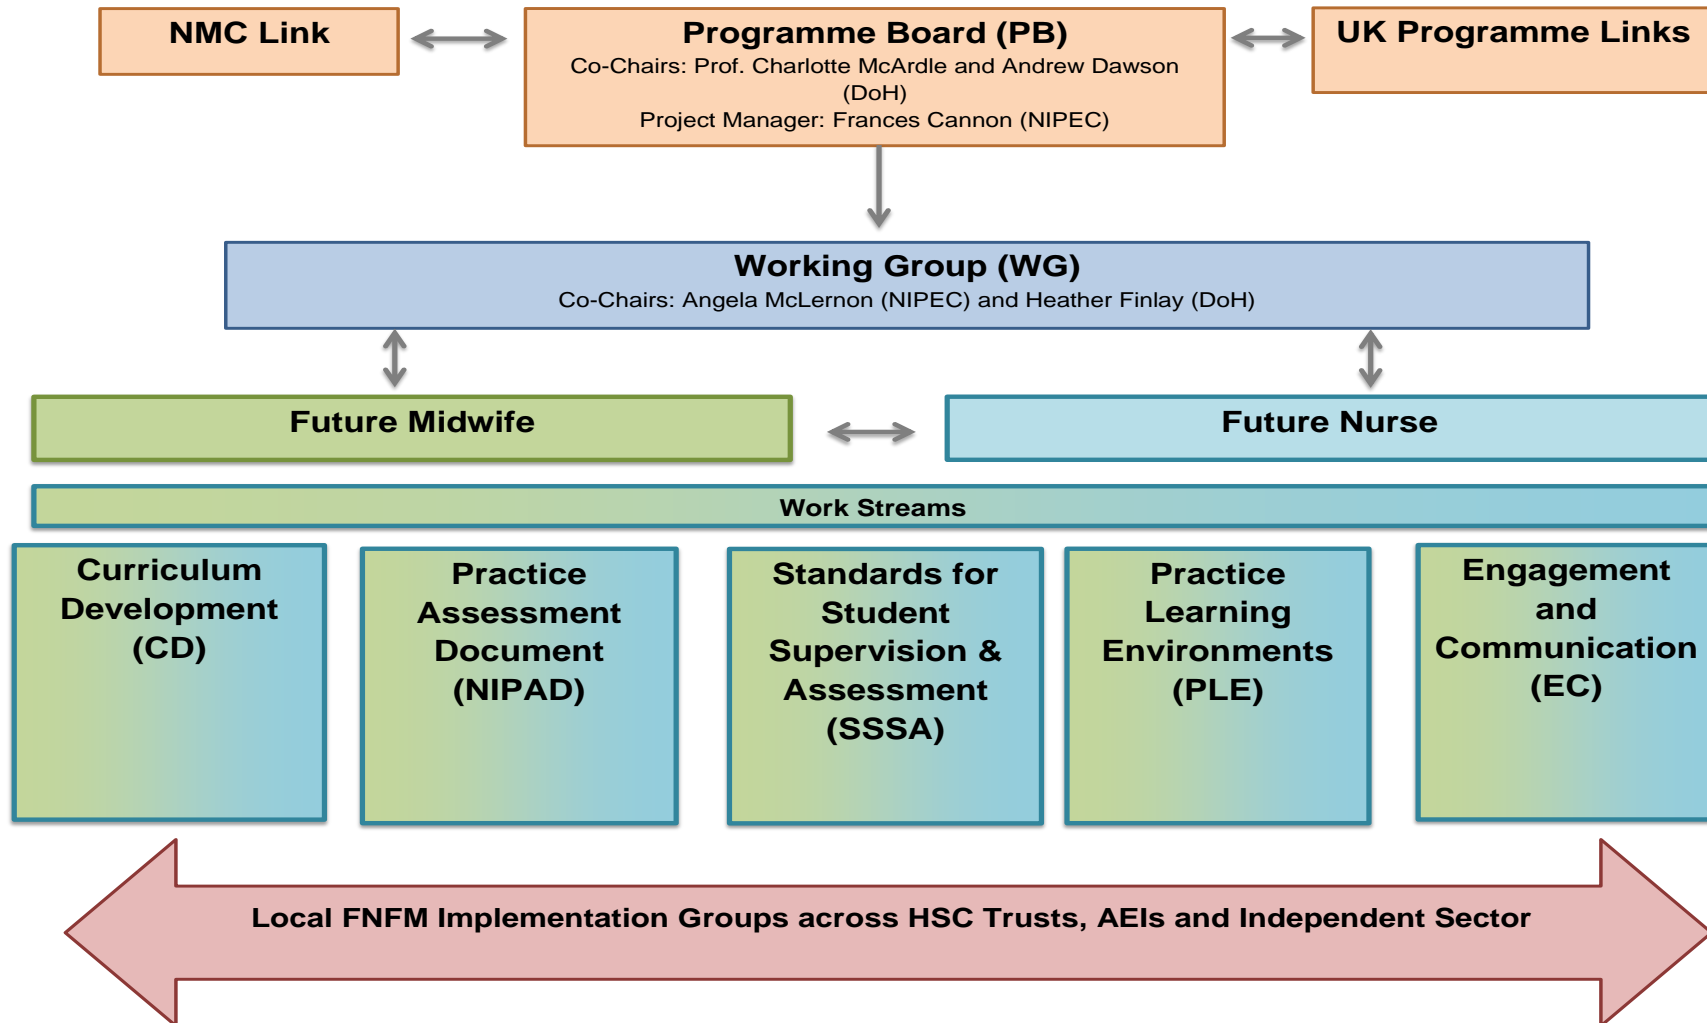 NMC Link
Programme Board (PB)
Co-Chairs: Prof. Charlotte McArdle and Andrew Dawson
(DoH)
Project Manager: Frances Cannon (NIPEC)
UK Programme Links
Working Group (WG)
Co-Chairs: Angela McLernon (NIPEC) and Heather Finlay (DoH)
Future Midwife
Future Nurse
Work Streams
Curriculum
Development
(CD)
Practice
Assessment
Document
(NIPAD)
Standards for
Student
Supervision &
Assessment
(SSSA)
Practice
Learning
Environments
(PLE)
Engagement
and
Communication
(EC)
Local FNFM Implementation Groups across HSC Trusts, AEIs and Independent Sector